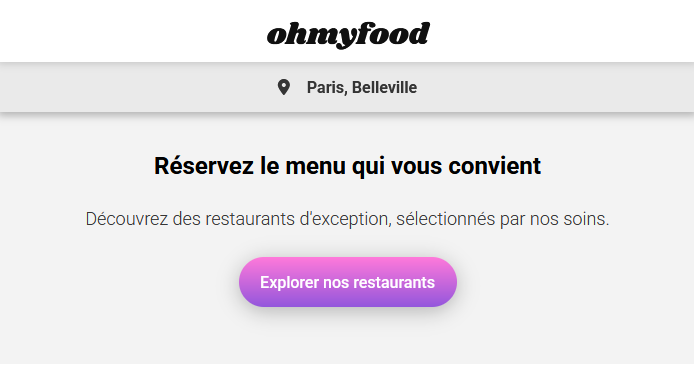 ohmyfood
Paris, Belleville
Réservez le menu qui vous convient
Découvrez des restaurants d'exception, sélectionnés par nos soins.
Explorer nos restaurants